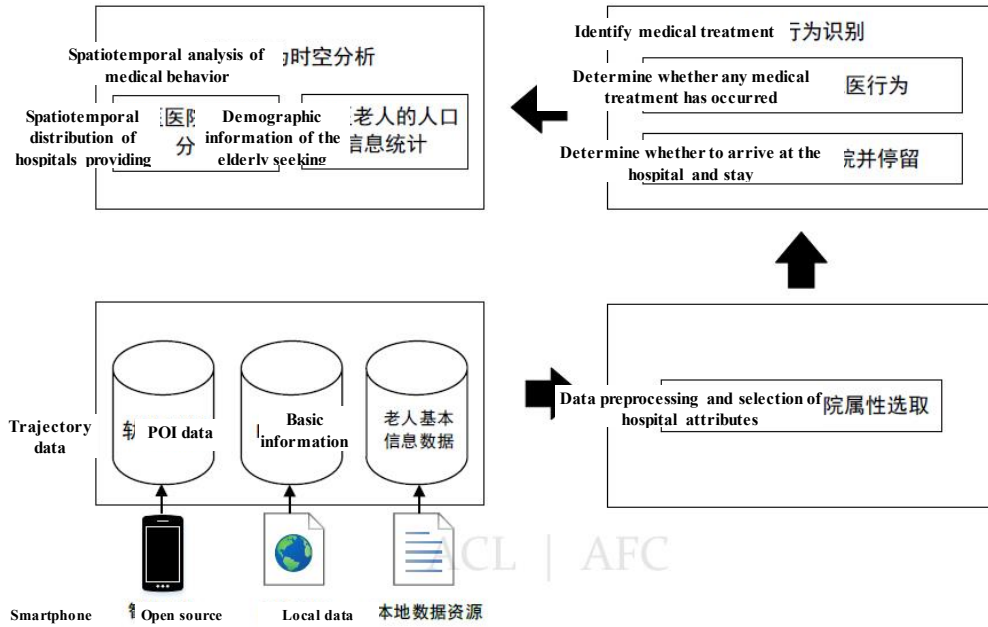 Spatiotemporal analysis of
medical behavior
时空分析
Spatiotemporal
distribution of
hospitals providing
医医院
分
Demographic
information of the
elderly seeking
老人的人口
信息统计
Identify medical treatment
行为识别
Determine whether any medical
treatment has occurred
医行为
Determine whether to arrive at the
hospital and stay
院并停留
Trajectory
data
POI data
Basic
information
老人基本
信息数据
Data preprocessing and selection of
hospital attributes
院属性选取
Smartphone
Open source
Local data
本地数据资源
ACL | AFC